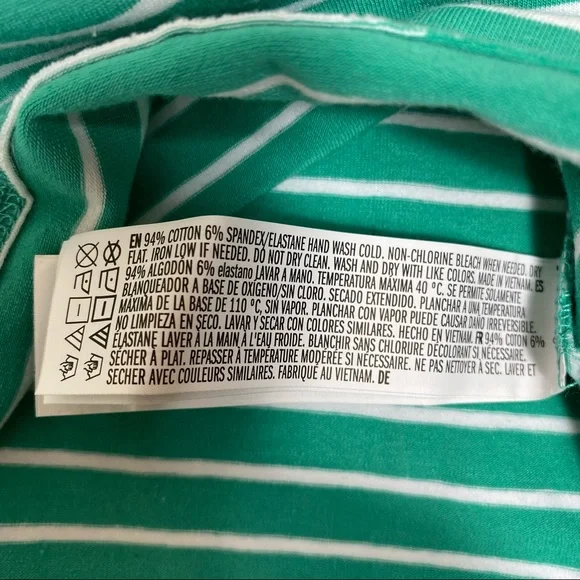 EN 94% COTTON 6% SPANDEX/ELASTANE HAND WASH COLD. NON-CHLORINE BLEACH WHEN NEEDED. DRY
FLAT. IRON LOW IF NEEDED. DO NOT DRY CLEAN. WASH AND DRY WITH LIKE COLORS. MADE IN VIETNAM. ES
94% ALGODÓN 6% elastano LAVAR A MANO. TEMPERATURA MÁXIMA 40 °C. SE PERMITE SOLAMENTE
BLANQUEADOR A BASE DE OXÍGENO/SIN CLORO. SECADO EXTENDIDO. PLANCHAR A UNA TEMPERATURA
MÁXIMA DE LA BASE DE 110 °C, SIN VAPOR. PLANCHAR CON VAPOR PUEDE CAUSAR DAÑO IRREVERSIBLE.
NO LIMPIEZA EN SECO. LAVAR Y SECAR CON COLORES SIMILARES. HECHO EN VIETNAM. FR 94% COTTON 6%
ÉLASTANE LAVER À LA MAIN À L'EAU FROIDE. BLANCHIR SANS CHLORURE DÉCOLORANT SI NÉCESSAIRE.
SÉCHER À PLAT. REPASSER À TEMPÉRATURE MODÉRÉE SI NÉCESSAIRE. NE PAS NETTOYER À SEC. LAVER ET
SECHER AVEC COULEURS SIMILAIRES. FABRIQUÉ AU VIETNAM. DE